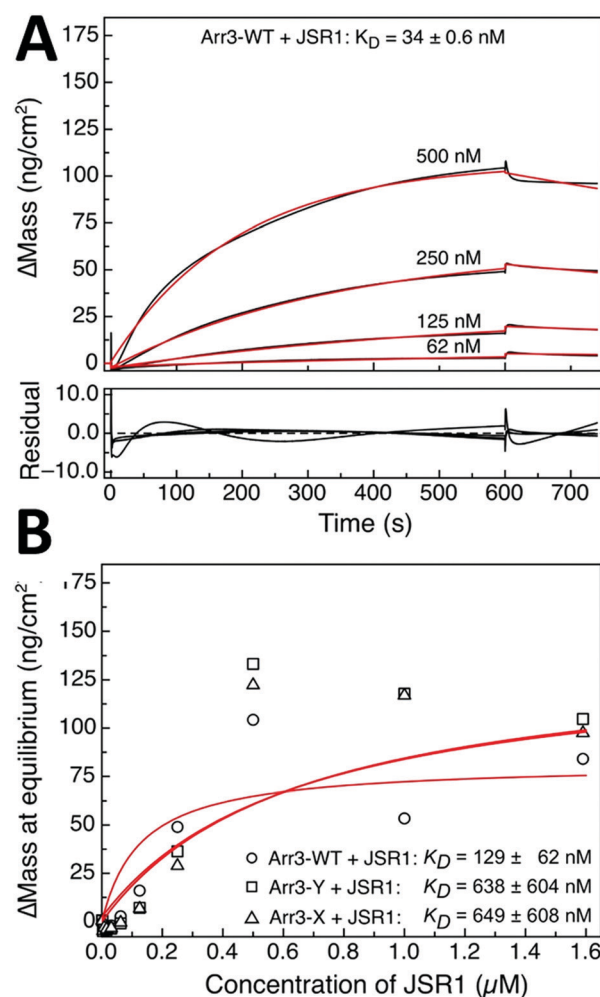 A
Arr3-WT + JSR1: KD = 34 ± 0.6 nM
175
150
125
100
75
50
25
0
ΔMass (ng/cm²)
500 nM
250 nM
125 nM
62 nM
10.0
0.0
−10.0
Residual
0 100 200 300 400 500 600 700
Time (s)
B
175
150
125
100
75
50
25
0
ΔMass at equilibrium (ng/cm²)
Arr3-WT + JSR1: KD = 129 ± 62 nM
Arr3-Y + JSR1: KD = 638 ± 604 nM
Arr3-X + JSR1: KD = 649 ± 608 nM
0.0 0.2 0.4 0.6 0.8 1.0 1.2 1.4 1.6
Concentration of JSR1 (µM)